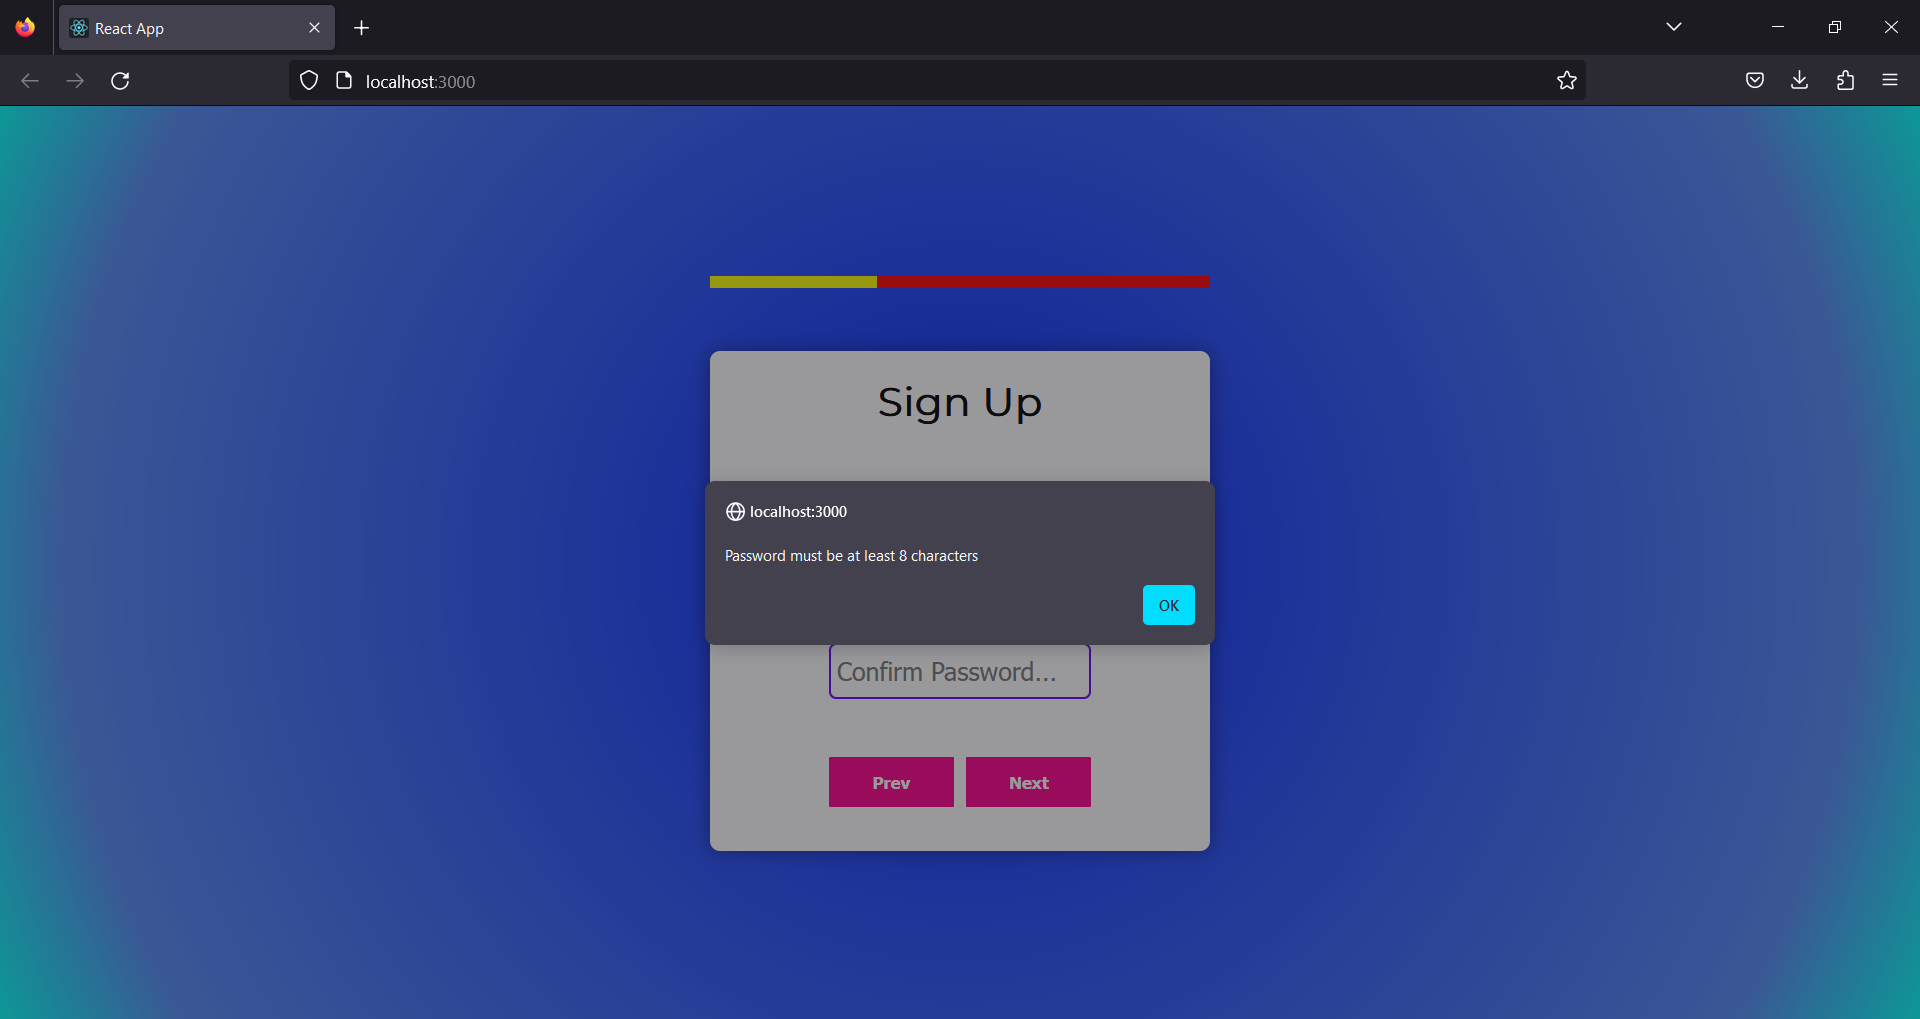 React App
localhost:3000
Sign Up
localhost:3000
Password must be at least 8 characters
OK
Confirm Password...
Prev Next